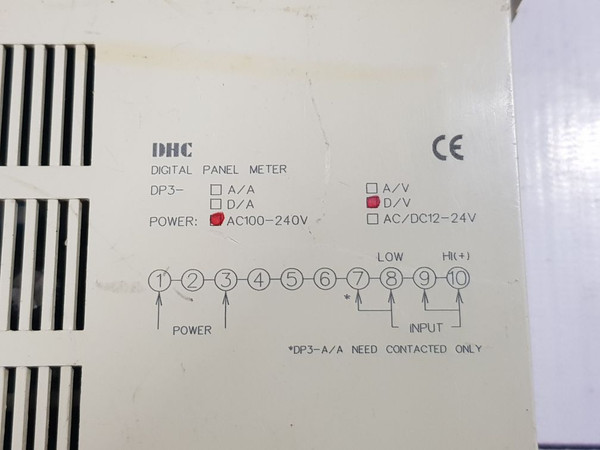 DHC CE
DIGITAL PANEL METER
DP3- A/A A/V
D/A D/V
POWER: AC100-240V AC/DC12-24V
LOW HI(+)
1 2 3 4 5 6 7 8 9 10
*
POWER INPUT
*DP3-A/A NEED CONTACTED ONLY